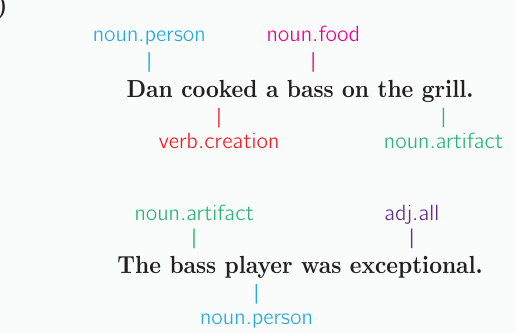 )
noun.person noun.food
Dan cooked a bass on the grill.
verb.creation noun.artifact
noun.artifact adj.all
The bass player was exceptional.
noun.person